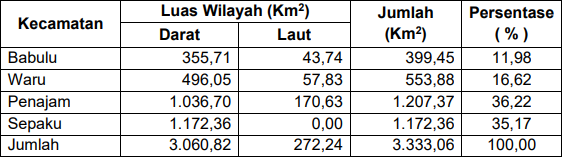 Kecamatan Luas Wilayah (Km²) Jumlah (Km²) Persentase ( % )
Darat Laut
Babulu 355,71 43,74 399,45 11,98
Waru 496,05 57,83 553,88 16,62
Penajam 1.036,70 170,63 1.207,37 36,22
Sepaku 1.172,36 0,00 1.172,36 35,17
Jumlah 3.060,82 272,24 3.333,06 100,00